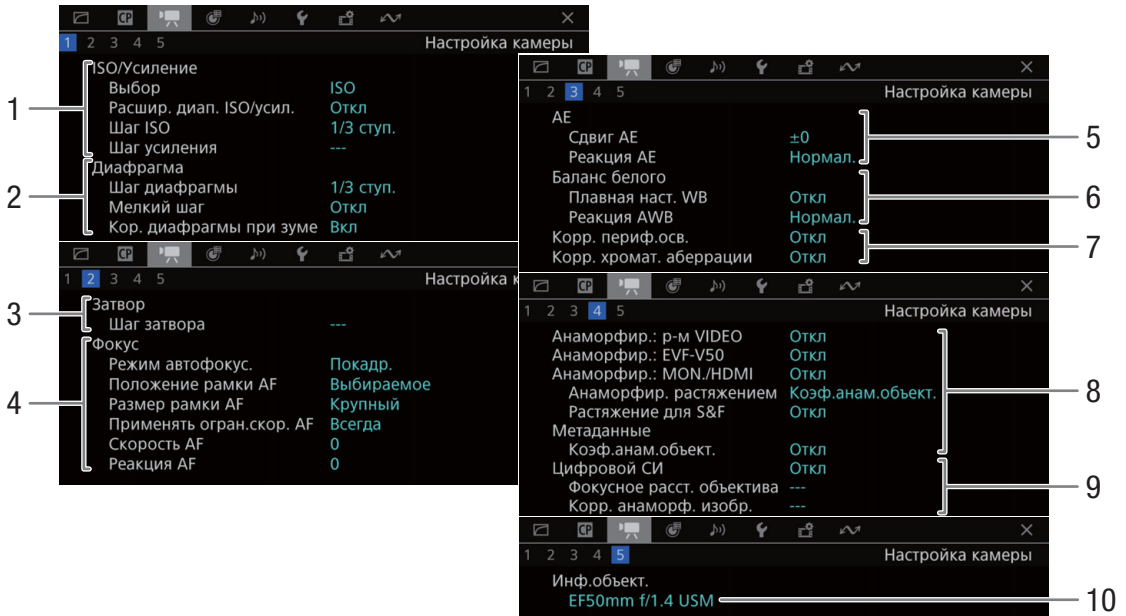 CP
1 2 3 4 5 Настройка камеры
1
ISO/Усиление
Выбор ISO
Расшир. диап. ISO/усил. Откл
Шаг ISO 1/3 ступ.
Шаг усиления ---
2
Диафрагма
Шаг диафрагмы 1/3 ступ.
Мелкий шаг Откл
Кор. диафрагмы при зуме Вкл
CP
1 2 3 4 5 Настройка к
3
Затвор
Шаг затвора ---
4
Фокус
Режим автофокус. Покадр.
Положение рамки AF Выбираемое
Размер рамки AF Крупный
Применять огран.скор. AF Всегда
Скорость AF 0
Реакция AF 0
CP
1 2 3 4 5 Настройка камеры
AE
Сдвиг AE ±0
Реакция AE Нормал.
5
Баланс белого
Плавная наст. WB Откл
Реакция AWB Нормал.
6
Корр. периф.осв. Откл
Корр. хромат. аберрации Откл
7
CP
1 2 3 4 5 Настройка камеры
Анаморфир.: р-м VIDEO Откл
Анаморфир.: EVF-V50 Откл
Анаморфир.: MON./HDMI Откл
Анаморфир. растяжением Коэф.анам.объект.
Растяжение для S&F Откл
Метаданные
Коэф.анам.объект. Откл
8
Цифровой СИ Откл
Фокусное расст. объектива ---
Корр. анаморф. изобр. ---
9
CP
1 2 3 4 5 Настройка камеры
Инф.объект.
EF50mm f/1.4 USM
10